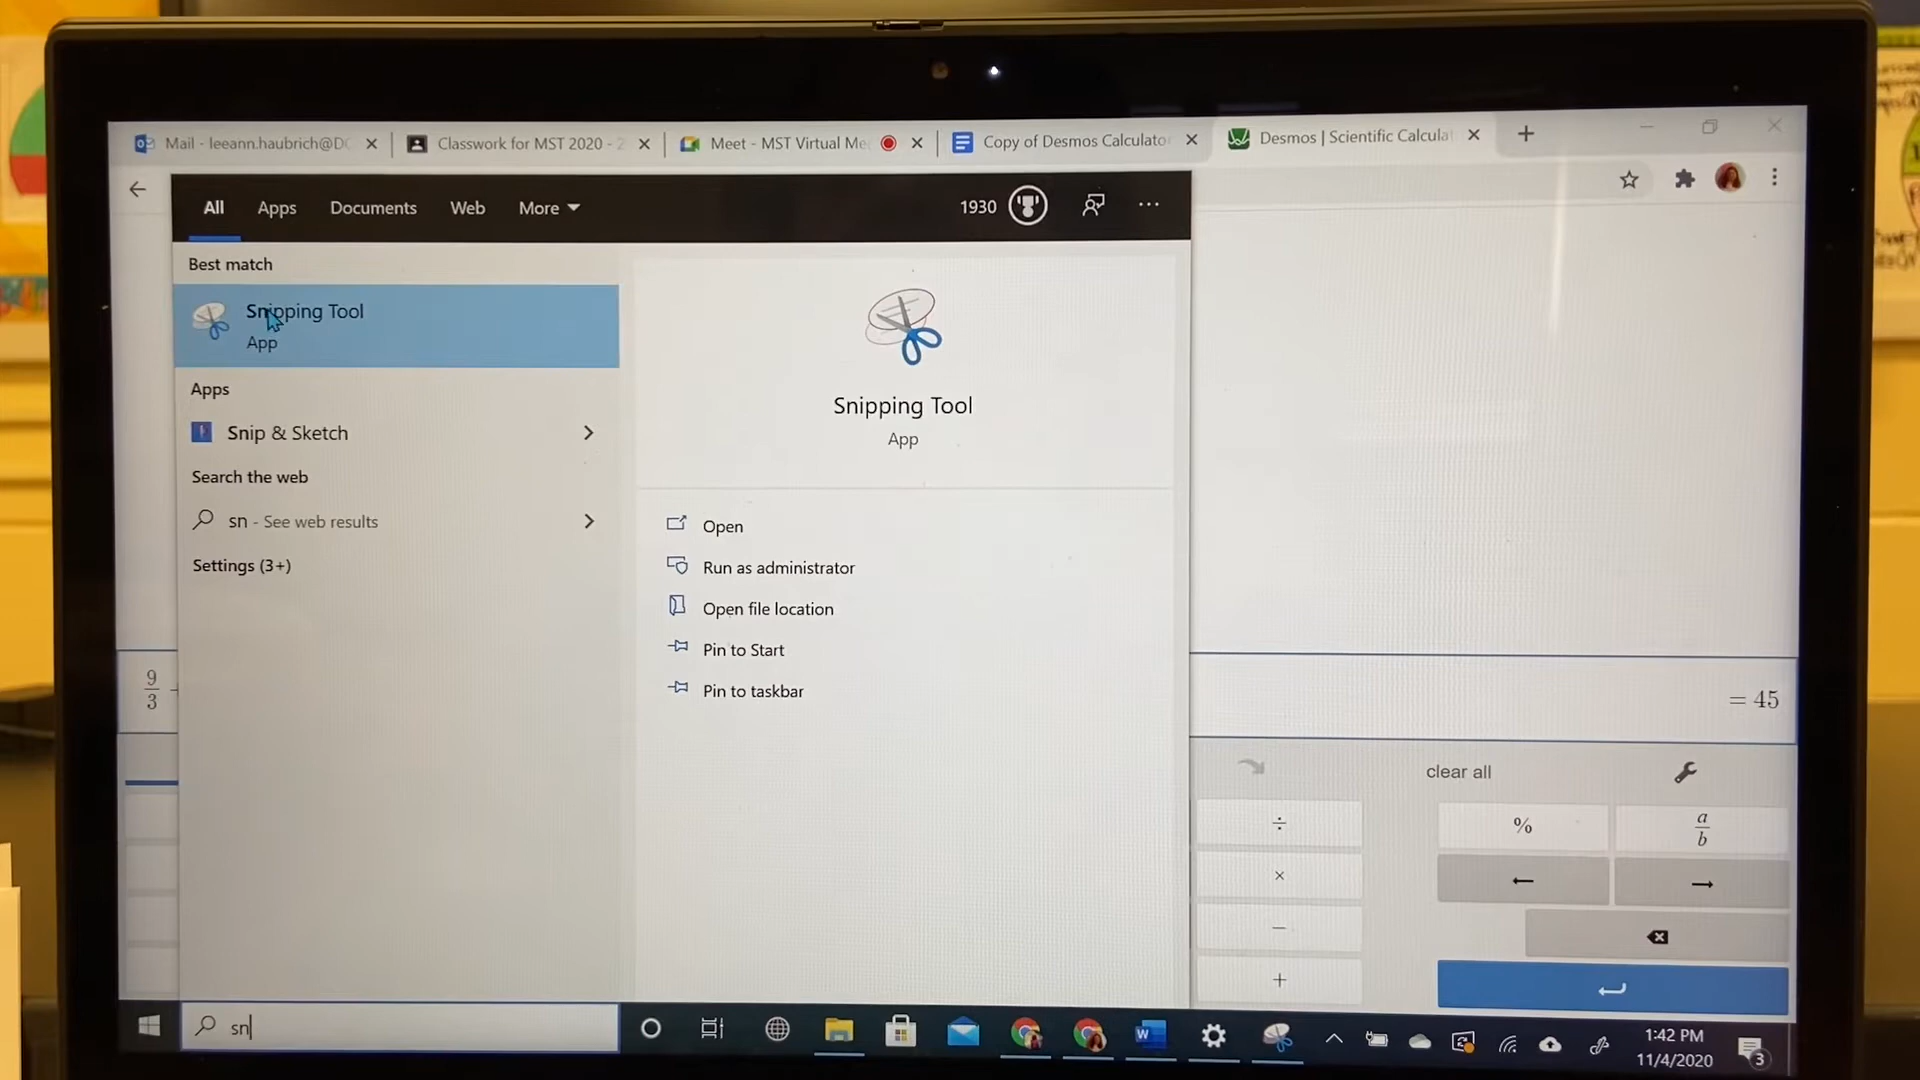 Mail - leeann.haubrich@DC
Classwork for MST 2020 - 2
Meet - MST Virtual Me
Copy of Desmos Calculator
Desmos | Scientific Calcula
All
Apps
Documents
Web
More
1930
Best match
Snipping Tool
App
Apps
Snip & Sketch
Search the web
sn - See web results
Settings (3+)
Snipping Tool
App
Open
Run as administrator
Open file location
Pin to Start
Pin to taskbar
9
3
= 45
clear all
÷
%
a
b
×
−
+
sn
1:42 PM
11/4/2020
3